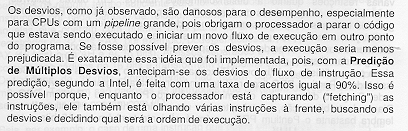 Os desvios, como já observado, são danosos para o desempenho, especialmente
para CPUs com um pipeline grande, pois obrigam o processador a parar o código
que estava sendo executado e iniciar um novo fluxo de execução em outro ponto
do programa. Se fosse possível prever os desvios, a execução seria menos
prejudicada. É exatamente essa idéia que foi implementada, pois, com a Predição
de Múltiplos Desvios, antecipam-se os desvios do fluxo de instrução. Essa
predição, segundo a Intel, é feita com uma taxa de acertos igual a 90%. Isso é
possível porque, enquanto o processador está capturando ("fetching") as
instruções, ele também está olhando várias instruções à frente, buscando os
desvios e decidindo qual será a ordem de execução.